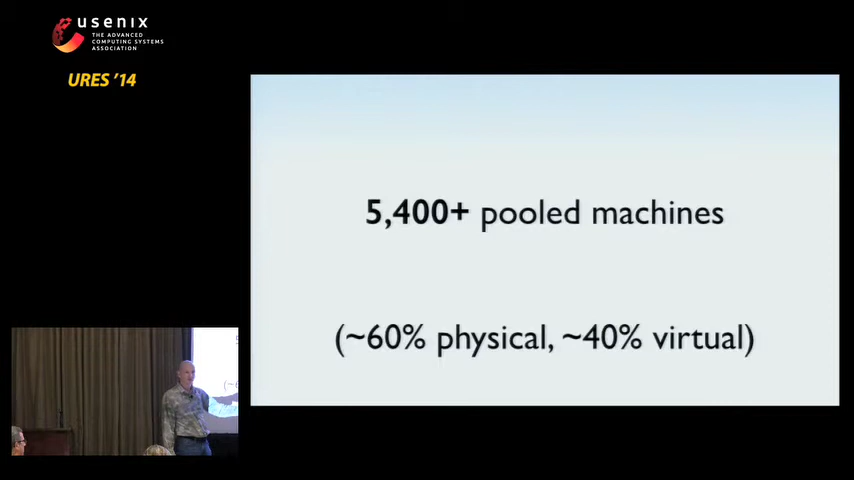 usenix
THE ADVANCED
COMPUTING SYSTEMS
ASSOCIATION
URES '14
5,400+ pooled machines
(~60% physical, ~40% virtual)